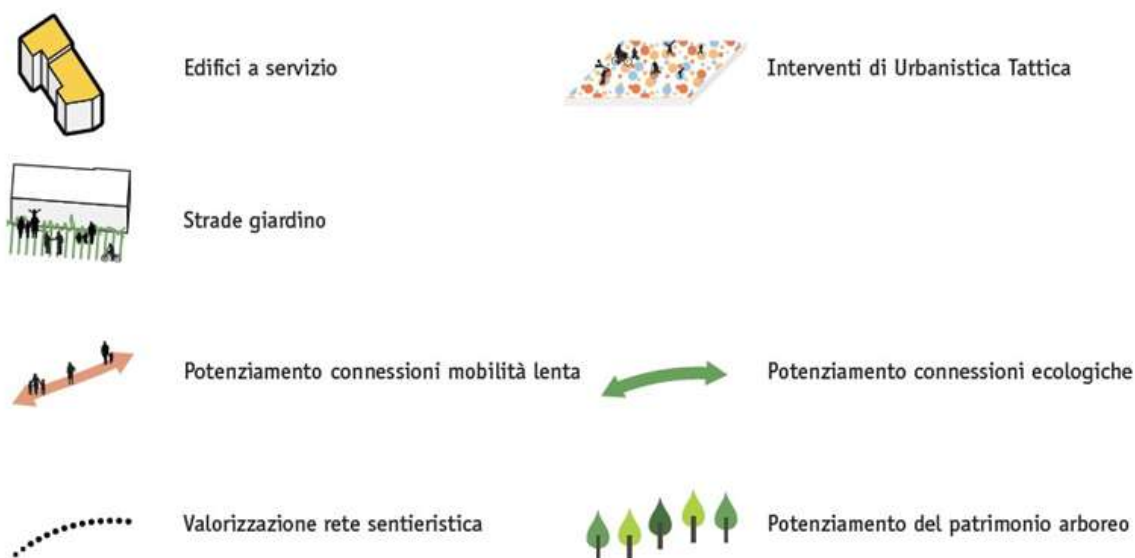 Edifici a servizio
Interventi di Urbanistica Tattica
Strade giardino
Potenziamento connessioni mobilità lenta
Potenziamento connessioni ecologiche
Valorizzazione rete sentieristica
Potenziamento del patrimonio arboreo